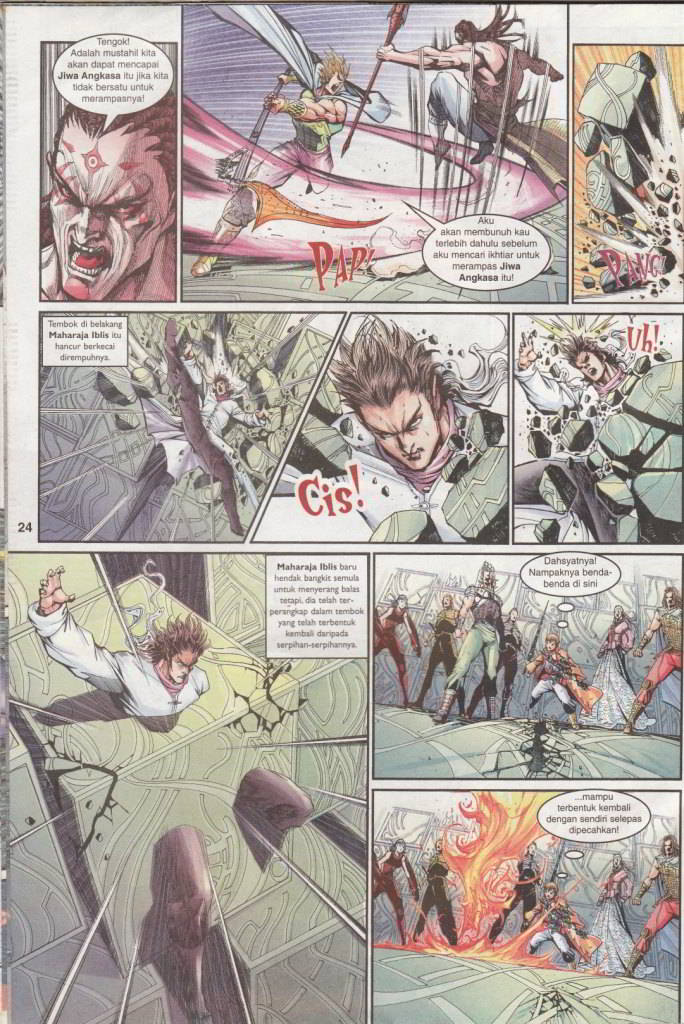 Tengok!
Adalah mustahil kita
akan dapat mencapai
Jiwa Angkasa itu jika kita
tidak bersatu untuk
merampasnya!
PAP!
Aku
akan membunuh kau
terlebih dahulu sebelum
aku mencari ikhtiar untuk
merampas Jiwa
Angkasa itu!
PANG!
Tembok di belakang
Maharaja Iblis itu
hancur berkecai
dirempuhnya.
Cis!
Uh!
24
Maharaja Iblis baru
hendak bangkit semula
untuk menyerang balas
tetapi, dia telah ter-
perangkap dalam tembok
yang telah terbentuk
kembali daripada
serpihan-serpihannya.
Dahsyatnya!
Nampaknya benda-
benda di sini
...mampu
terbentuk kembali
dengan sendiri selepas
dipecahkan!